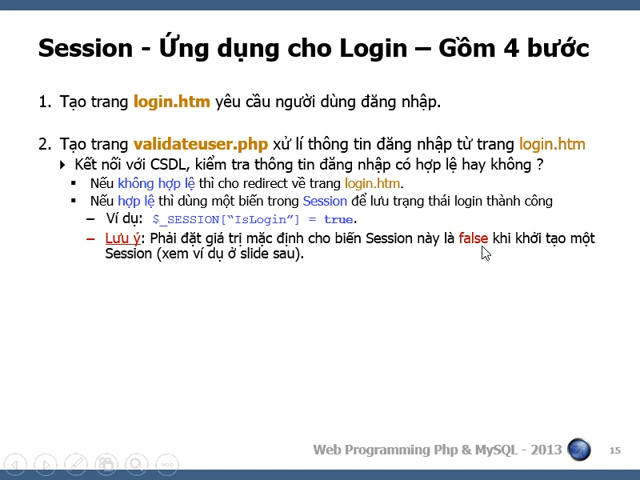 Session - Ứng dụng cho Login – Gồm 4 bước
1. Tạo trang login.htm yêu cầu người dùng đăng nhập.
2. Tạo trang validateuser.php xử lí thông tin đăng nhập từ trang login.htm
Kết nối với CSDL, kiểm tra thông tin đăng nhập có hợp lệ hay không ?
▪ Nếu không hợp lệ thì cho redirect về trang login.htm.
▪ Nếu hợp lệ thì dùng một biến trong Session để lưu trạng thái login thành công
– Ví dụ: $_SESSION[“IsLogin”] = true.
– Lưu ý: Phải đặt giá trị mặc định cho biến Session này là false khi khởi tạo một
Session (xem ví dụ ở slide sau).
Web Programming Php & MySQL - 2013
15